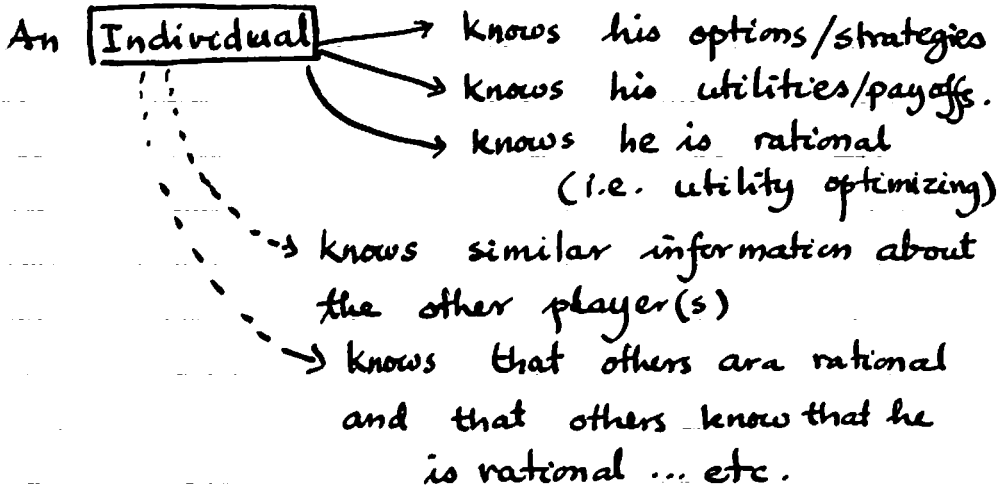 An Individual knows his options/strategies
knows his utilities/payoffs.
knows he is rational
(i.e. utility optimizing)
knows similar information about
the other player(s)
knows that others ara rational
and that others know that he
is rational ... etc.